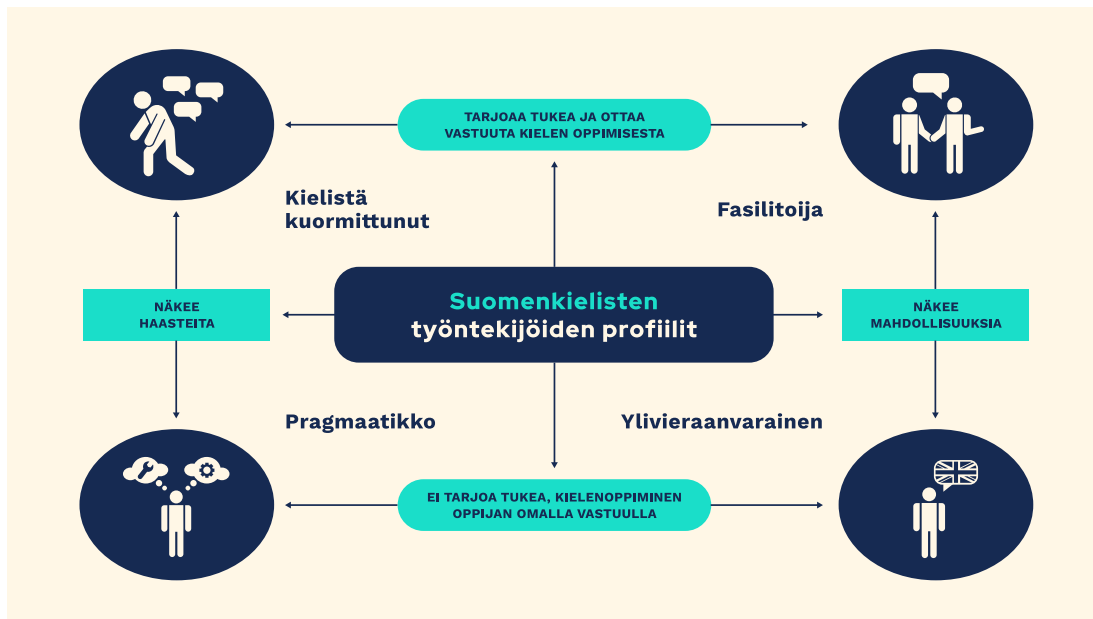 TARJOAA TUKEA JA OTTAA
VASTUUTA KIELEN OPPIMISESTA
Kielistä
kuormittunut
Fasilitoija
NÄKEE
HAASTEITA
Suomenkielisten
työntekijöiden profiilit
NÄKEE
MAHDOLLISUUKSIA
Pragmaatikko
Ylivieraanvarainen
EI TARJOA TUKEA, KIELENOPPIMINEN
OPPIJAN OMALLA VASTUULLA